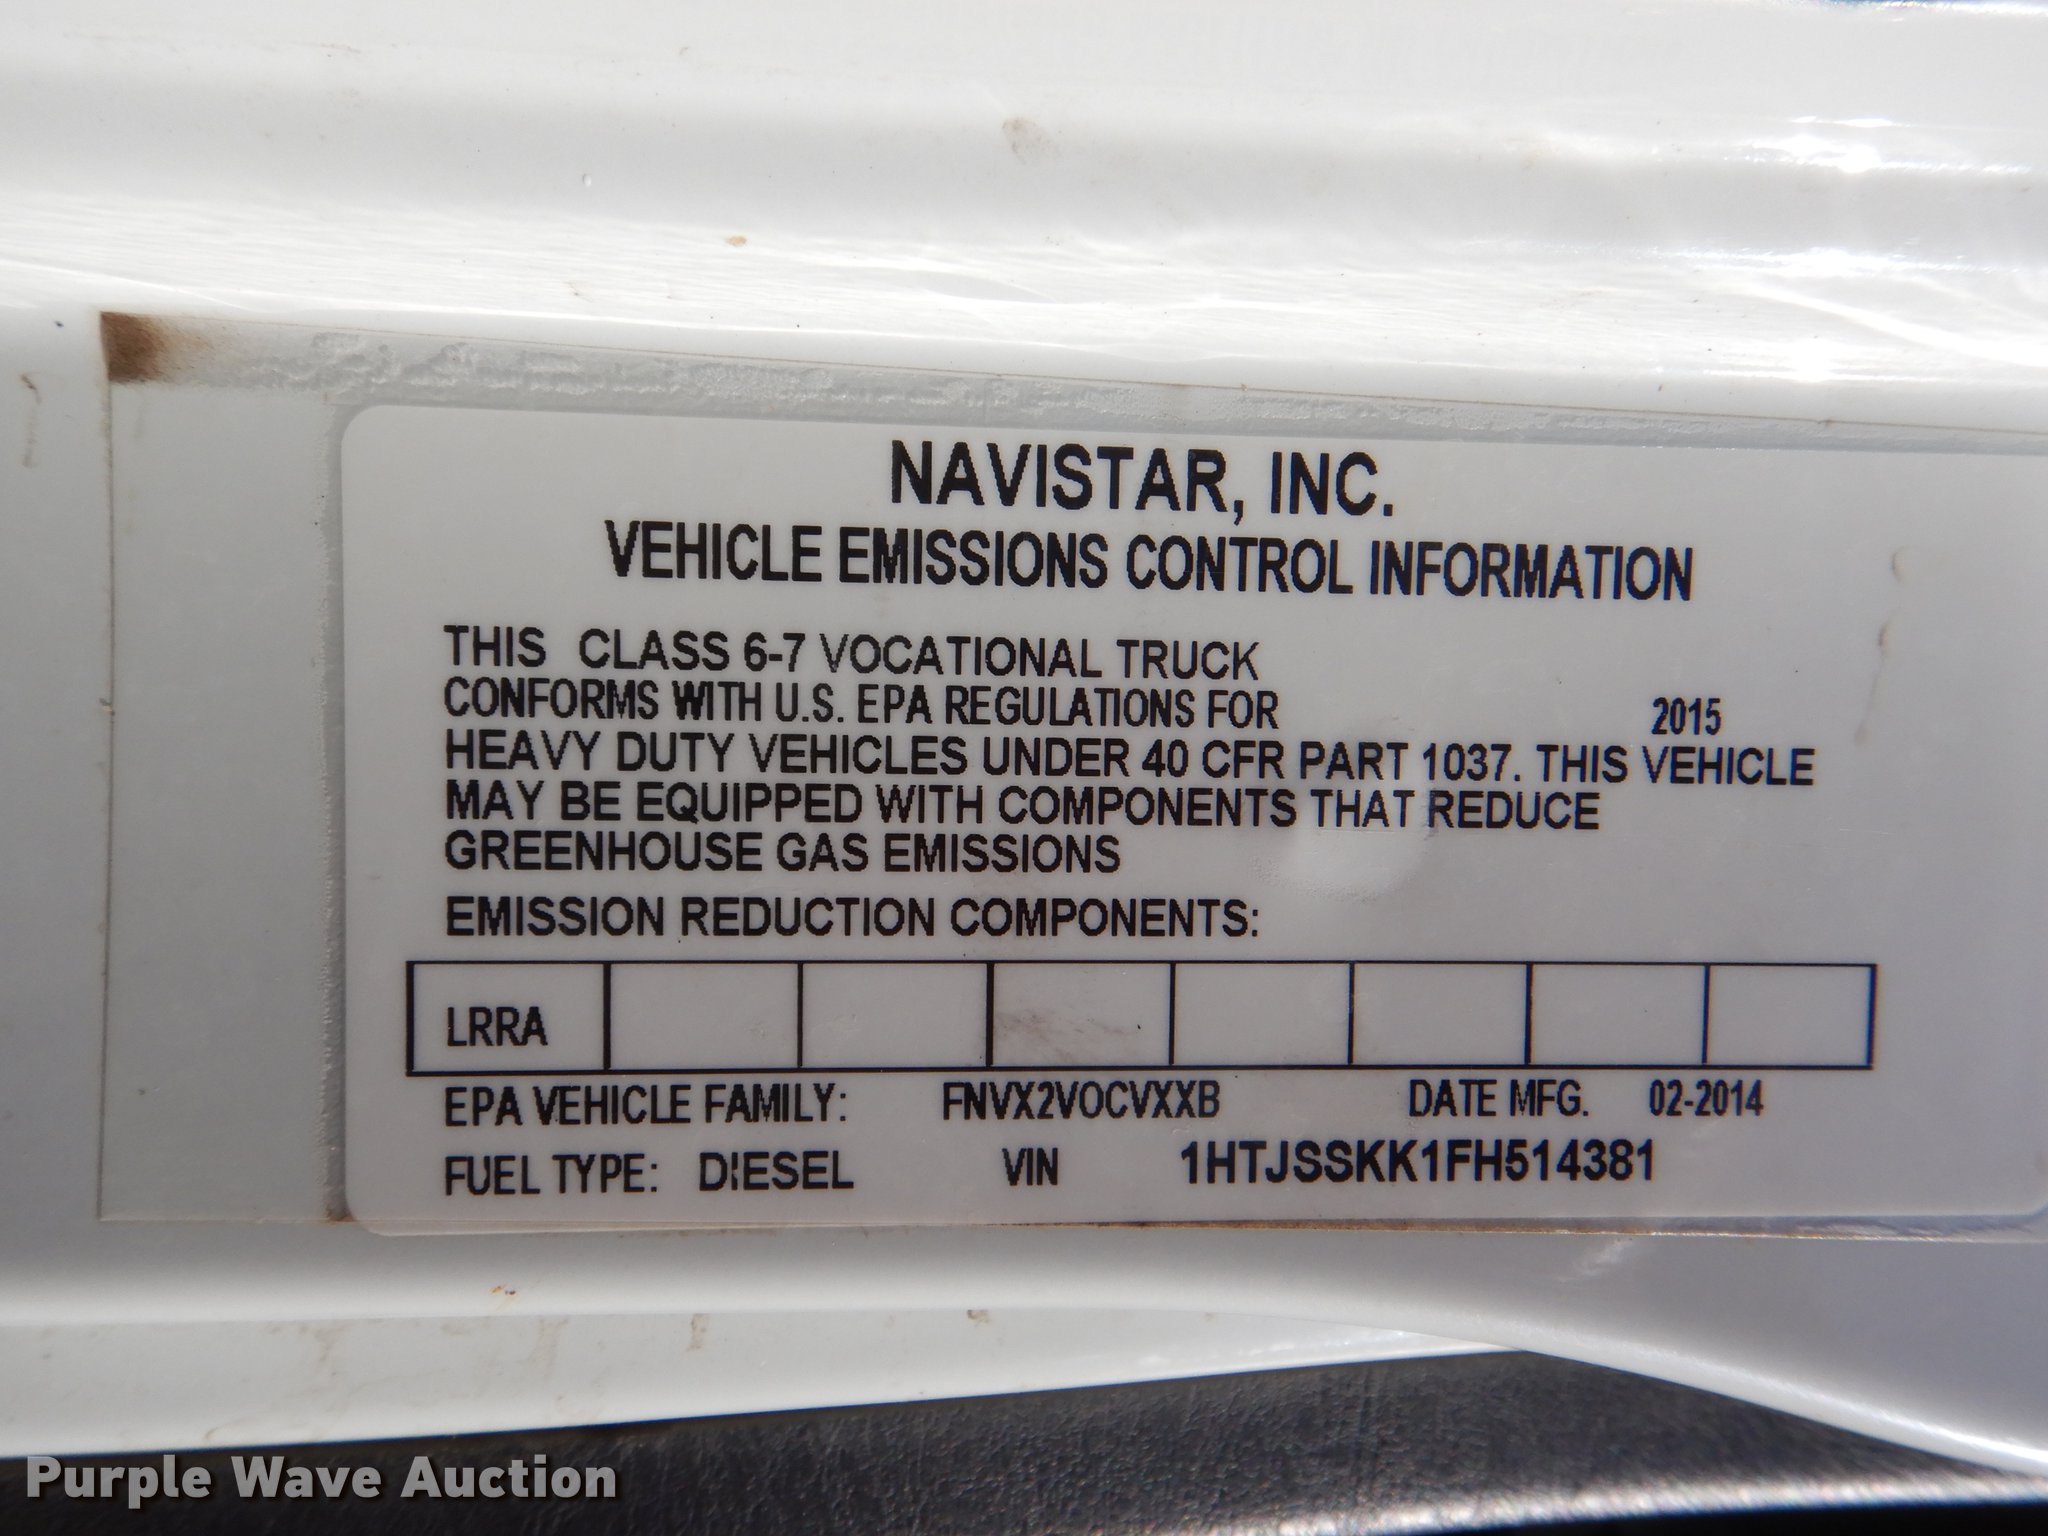 NAVISTAR, INC.
VEHICLE EMISSIONS CONTROL INFORMATION
THIS CLASS 6-7 VOCATIONAL TRUCK
CONFORMS WITH U.S. EPA REGULATIONS FOR 2015
HEAVY DUTY VEHICLES UNDER 40 CFR PART 1037. THIS VEHICLE
MAY BE EQUIPPED WITH COMPONENTS THAT REDUCE
GREENHOUSE GAS EMISSIONS
EMISSION REDUCTION COMPONENTS:
LRRA
EPA VEHICLE FAMILY: FNVX2VOCVXXB DATE MFG. 02-2014
FUEL TYPE: DIESEL VIN 1HTJSSKK1FH514381
Purple Wave Auction